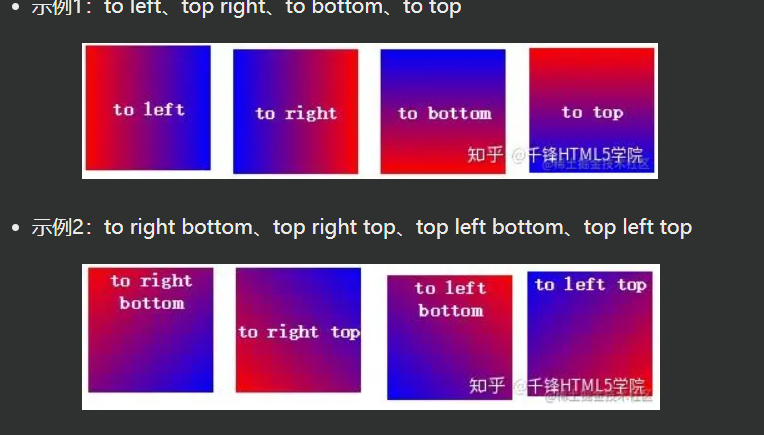 示例1：to left、top right、to bottom、to top
to left
to right
to bottom
to top
知乎 @千锋HTML5学院
@稀土掘金技术社区
示例2：to right bottom、top right top、top left bottom、top left top
to right
bottom
to right top
to left
bottom
to left top
知乎 @千锋HTML5学院
@稀土掘金技术社区